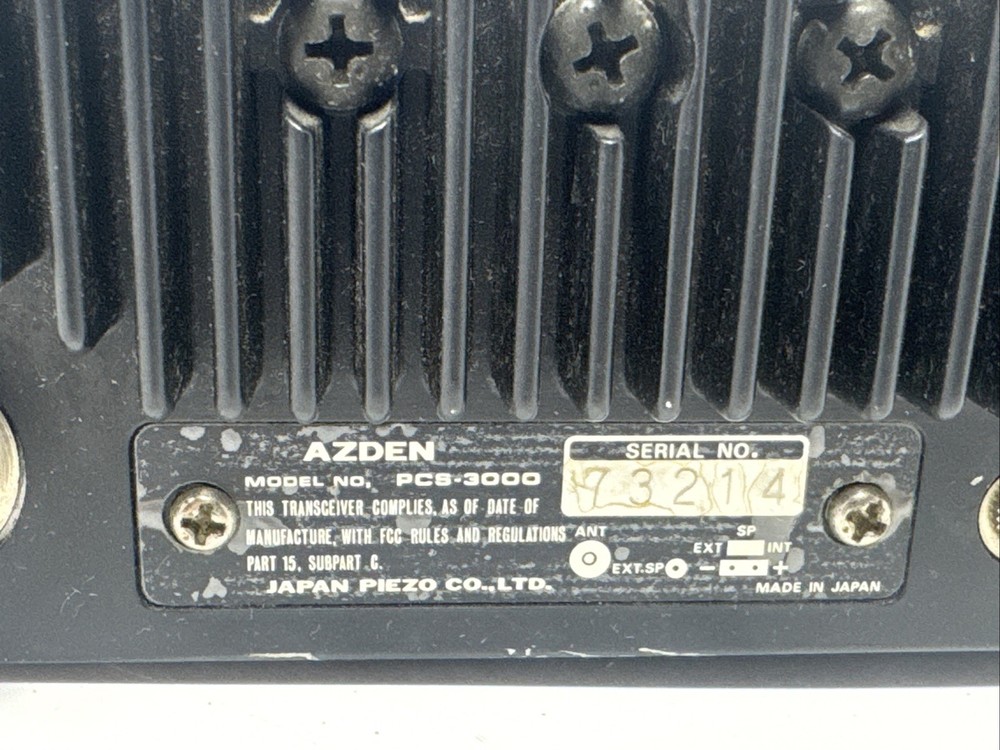 AZDEN
MODEL NO. PCS-3000
THIS TRANSCEIVER COMPLIES, AS OF DATE OF
MANUFACTURE, WITH FCC RULES AND REGULATIONS
PART 15, SUBPART C.
JAPAN PIEZO CO.,LTD.
SERIAL NO.
73214
ANT
SP
EXT INT
EXT.SP - +
MADE IN JAPAN